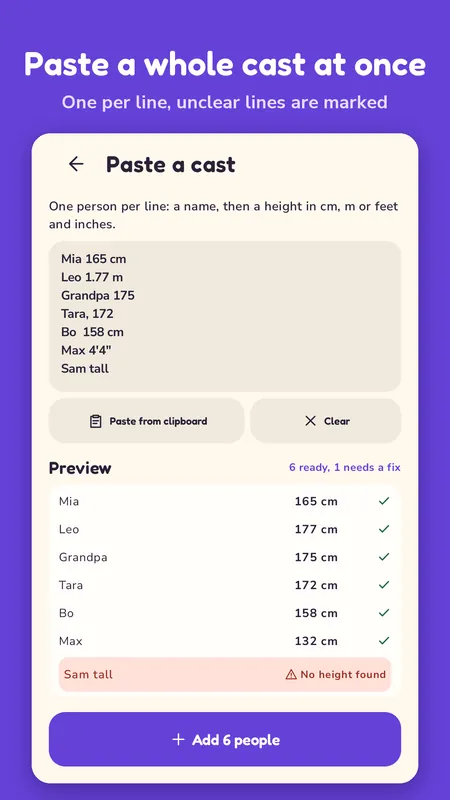 Paste a whole cast at once
One per line, unclear lines are marked
Paste a cast
One person per line: a name, then a height in cm, m or feet
and inches.
Mia 165 cm
Leo 1.77 m
Grandpa 175
Tara, 172
Bo  158 cm
Max 4'4"
Sam tall
Paste from clipboard
Clear
Preview
6 ready, 1 needs a fix
Mia 165 cm
Leo 177 cm
Grandpa 175 cm
Tara 172 cm
Bo 158 cm
Max 132 cm
Sam tall No height found
Add 6 people